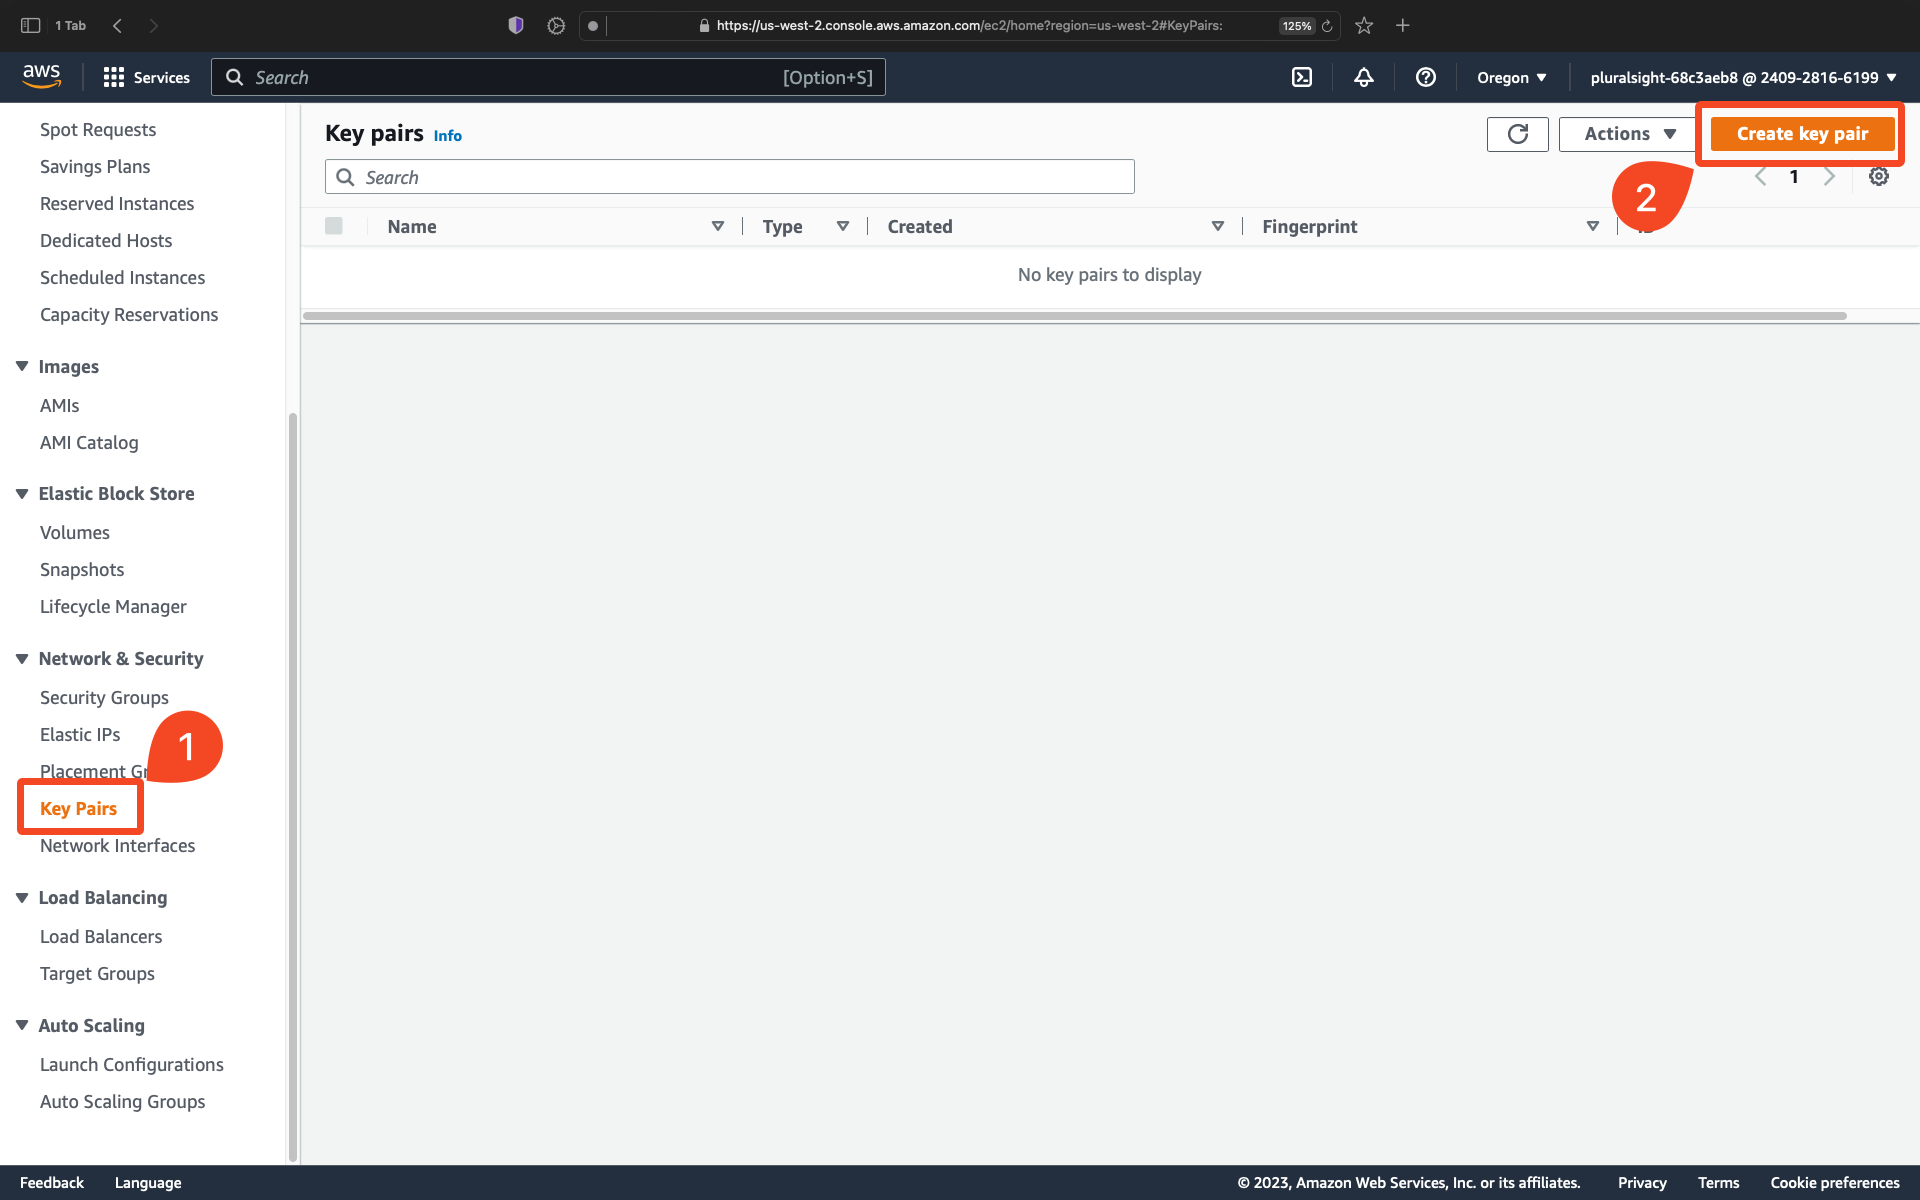 1 Tab
https://us-west-2.console.aws.amazon.com/ec2/home?region=us-west-2#KeyPairs:
125%
aws
Services
Search
[Option+S]
Oregon
pluralsight-68c3aeb8 @ 2409-2816-6199
Spot Requests
Savings Plans
Reserved Instances
Dedicated Hosts
Scheduled Instances
Capacity Reservations
Images
AMIs
AMI Catalog
Elastic Block Store
Volumes
Snapshots
Lifecycle Manager
Network & Security
Security Groups
Elastic IPs
1
Placement Gr
Key Pairs
Network Interfaces
Load Balancing
Load Balancers
Target Groups
Auto Scaling
Launch Configurations
Auto Scaling Groups
Key pairs Info
Actions
Create key pair
Search
2
1
Name
Type
Created
Fingerprint
No key pairs to display
Feedback
Language
© 2023, Amazon Web Services, Inc. or its affiliates.
Privacy
Terms
Cookie preferences